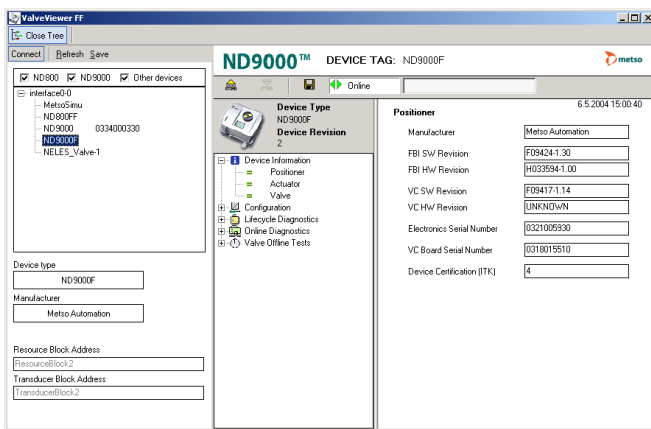 ValveViewer FF
Close Tree
Connect Refresh Save
ND9000™ DEVICE TAG: ND9000F
metso
ND800 ND9000 Other devices
Online
interface0-0
MetsoSimu
ND800FF
ND9000 0334000330
ND9000F
NELES_Valve-1
Device type
ND9000F
Manufacturer
Metso Automation
Resource Block Address
ResourceBlock2
Transducer Block Address
TransducerBlock2
Device Type
ND9000F
Device Revision
2
Device Information
Positioner
Actuator
Valve
Configuration
Lifecycle Diagnostics
Online Diagnostics
Valve Offline Tests
6.5.2004 15:00:40
Positioner
Manufacturer Metso Automation
FBI SW Revision F09424-1.30
FBI HW Revision H033594-1.00
VC SW Revision F09417-1.14
VC HW Revision UNKNOWN
Electronics Serial Number 0321005930
VC Board Serial Number 0318015510
Device Certification (ITK) 4